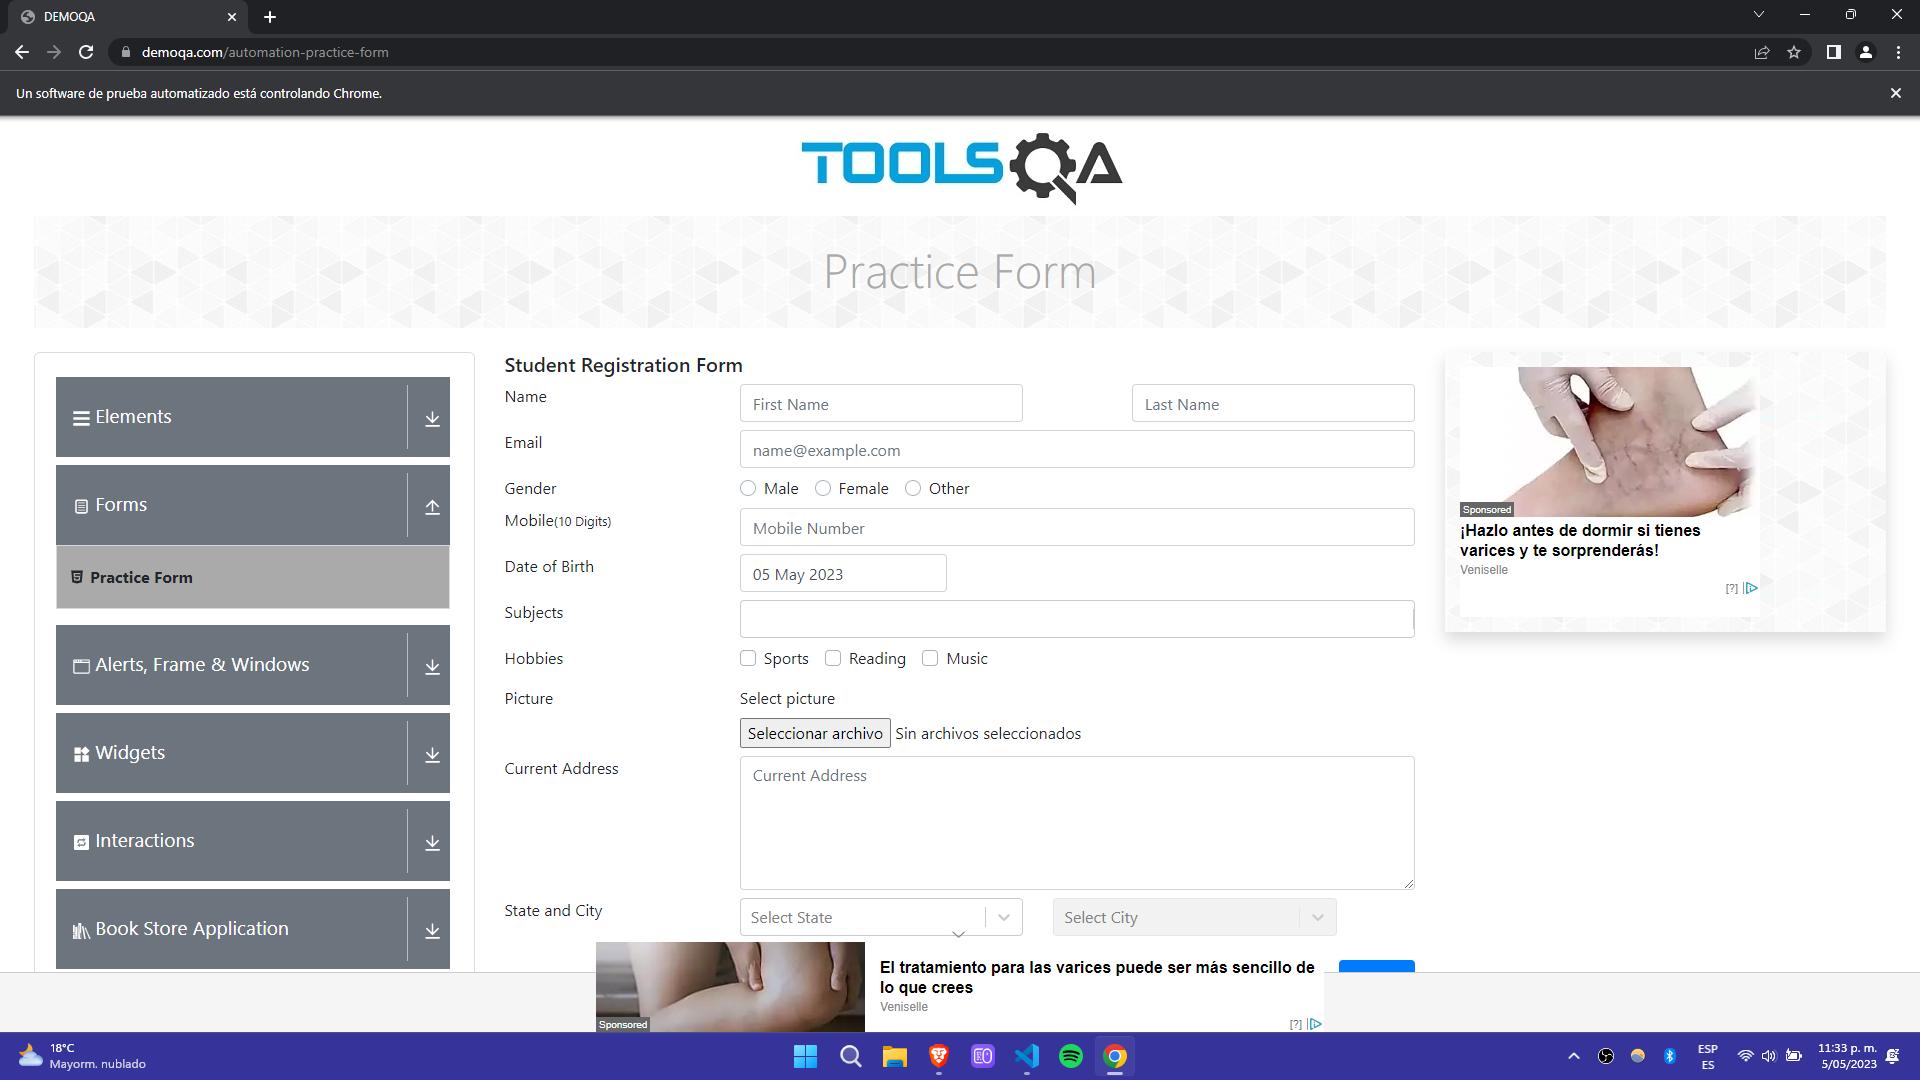 DEMOQA
demoqa.com/automation-practice-form
Un software de prueba automatizado está controlando Chrome.
TOOLSQA
Practice Form
Elements
Forms
Practice Form
Alerts, Frame & Windows
Widgets
Interactions
Book Store Application
Student Registration Form
Name
First Name
Last Name
Email
name@example.com
Gender
Male
Female
Other
Mobile(10 Digits)
Mobile Number
Date of Birth
05 May 2023
Subjects
Hobbies
Sports
Reading
Music
Picture
Select picture
Seleccionar archivo Sin archivos seleccionados
Current Address
Current Address
State and City
Select State
Select City
Sponsored
¡Hazlo antes de dormir si tienes
varices y te sorprenderás!
Veniselle
[?]
Sponsored
El tratamiento para las varices puede ser más sencillo de
lo que crees
Veniselle
[?]
18°C
Mayorm. nublado
ESP
ES
11:33 p. m.
5/05/2023